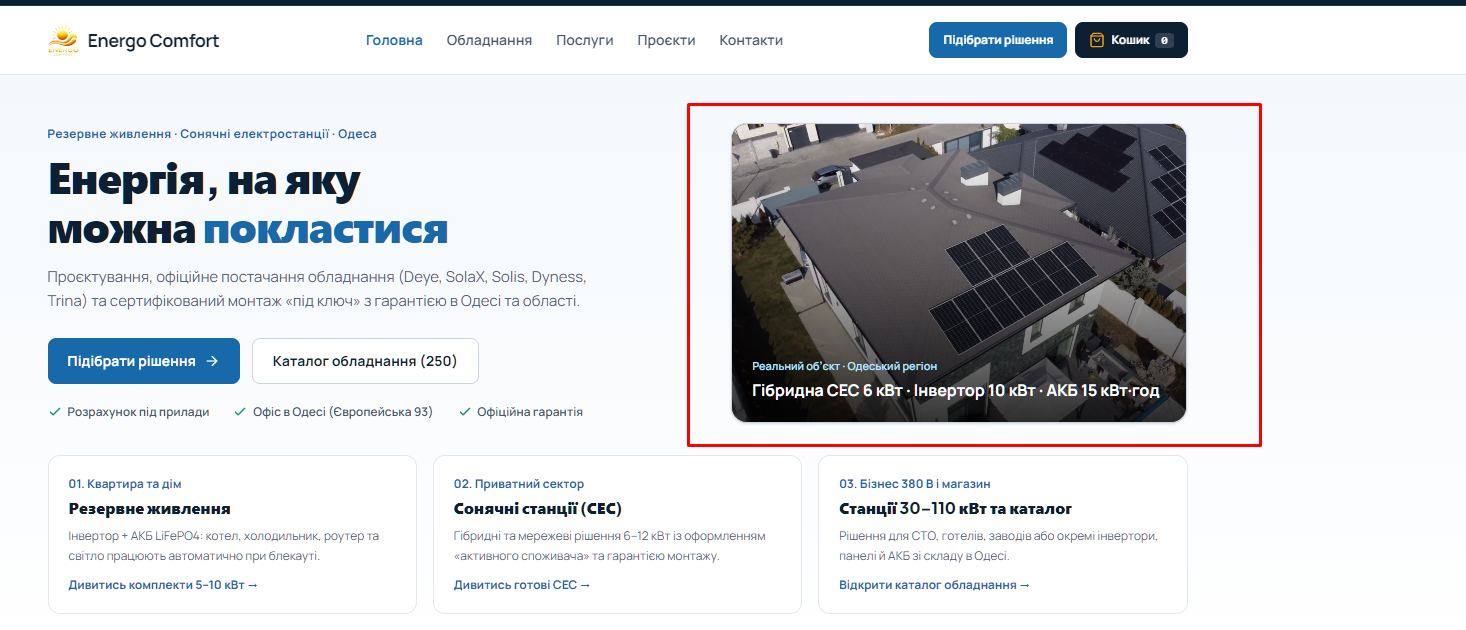 ENERGO
Energo Comfort
Головна
Обладнання
Послуги
Проєкти
Контакти
Підібрати рішення
Кошик 0
Резервне живлення · Сонячні електростанції · Одеса
Енергія, на яку
можна покластися
Проєктування, офіційне постачання обладнання (Deye, SolaX, Solis, Dyness,
Trina) та сертифікований монтаж «під ключ» з гарантією в Одесі та області.
Підібрати рішення →
Каталог обладнання (250)
Розрахунок під прилади
Офіс в Одесі (Європейська 93)
Офіційна гарантія
Реальний об'єкт · Одеський регіон
Гібридна СЕС 6 кВт · Інвертор 10 кВт · АКБ 15 кВт·год
01. Квартира та дім
Резервне живлення
Інвертор + АКБ LiFePO4: котел, холодильник, роутер та
світло працюють автоматично при блекауті.
Дивитись комплекти 5–10 кВт →
02. Приватний сектор
Сонячні станції (СЕС)
Гібридні та мережеві рішення 6–12 кВт із оформленням
«активного споживача» та гарантією монтажу.
Дивитись готові СЕС →
03. Бізнес 380 В і магазин
Станції 30–110 кВт та каталог
Рішення для СТО, готелів, заводів або окремі інвертори,
панелі й АКБ зі складу в Одесі.
Відкрити каталог обладнання →